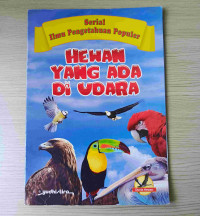 Serial
Ilmu Pengetahuan Populer
HEWAN
YANG ADA
Di UDARA